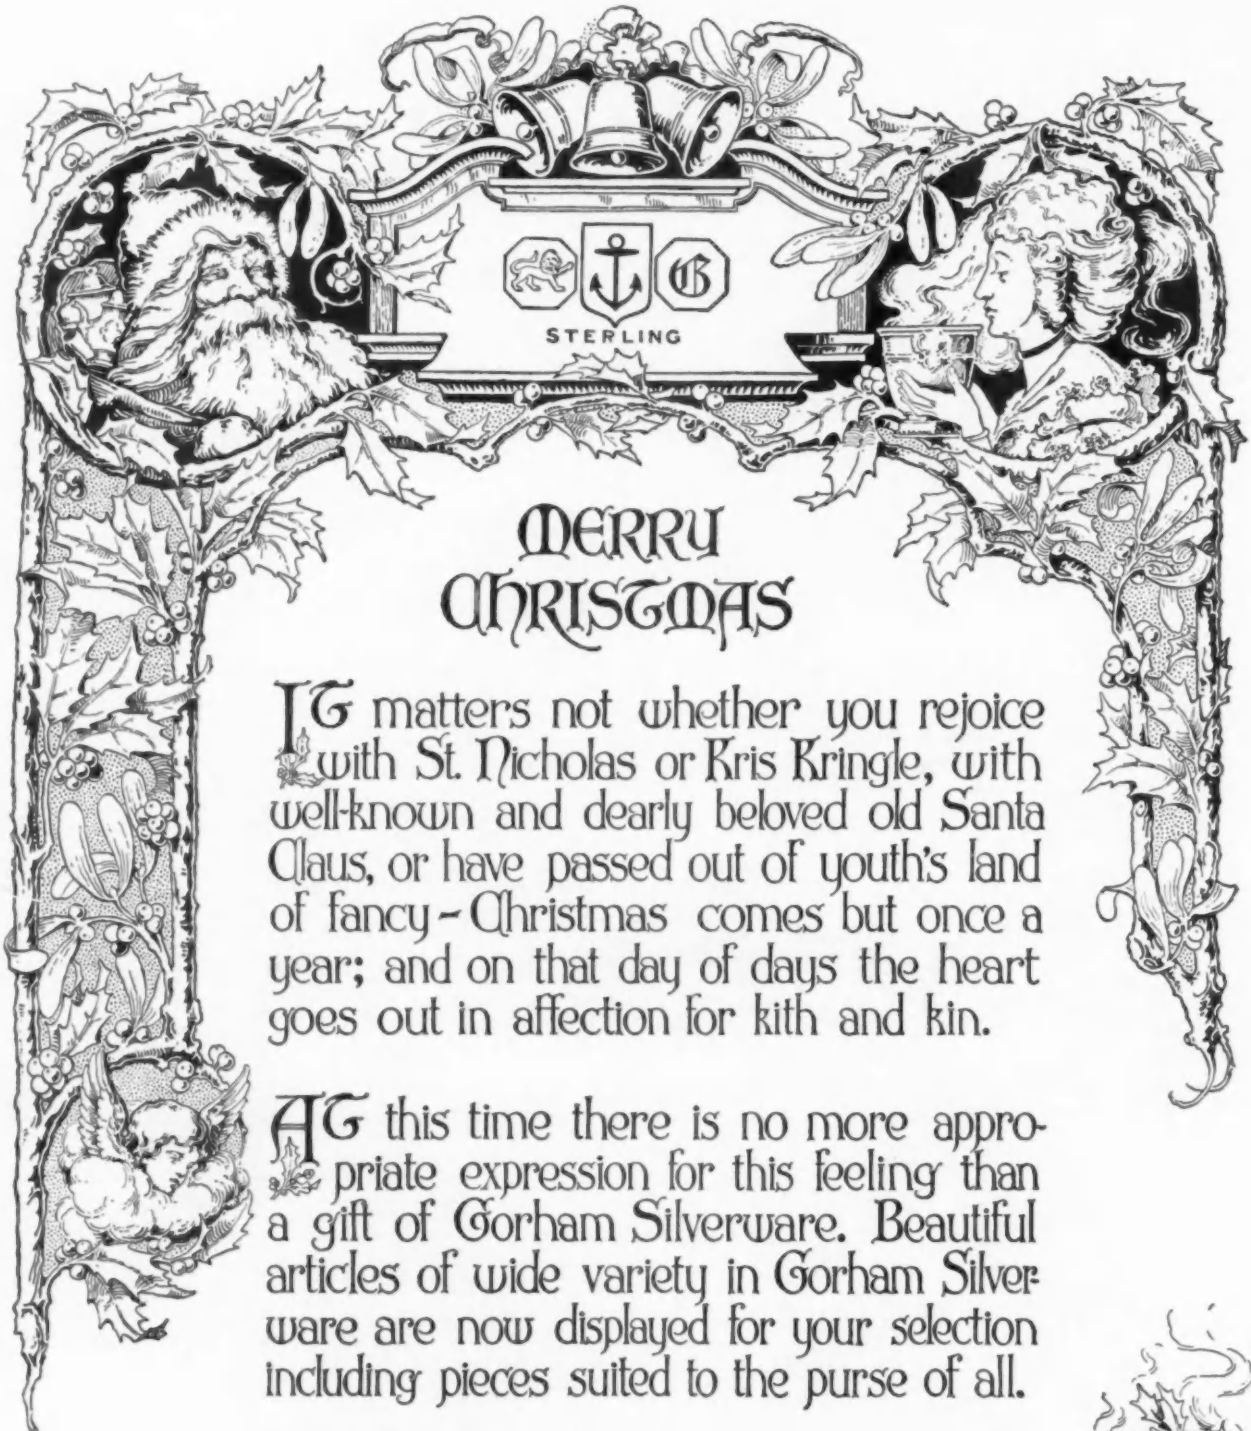 G
STERLING
MERRY
CHRISTMAS
IT matters not whether you rejoice
with St. Nicholas or Kris Kringle, with
well-known and dearly beloved old Santa
Claus, or have passed out of youth's land
of fancy - Christmas comes but once a
year; and on that day of days the heart
goes out in affection for kith and kin.
AT this time there is no more appro-
priate expression for this feeling than
a gift of Gorham Silverware. Beautiful
articles of wide variety in Gorham Silver-
ware are now displayed for your selection
including pieces suited to the purse of all.